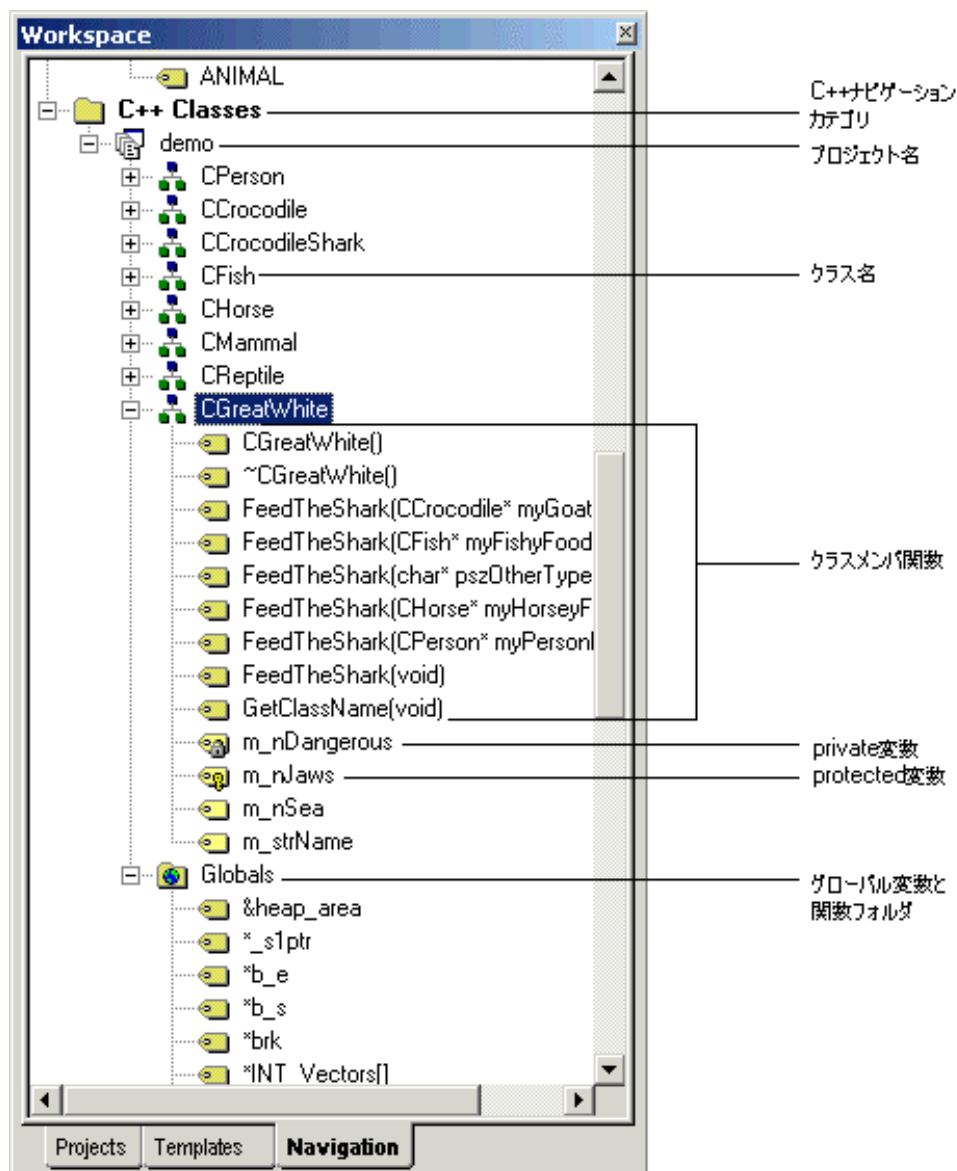 Workspace
ANIMAL
C++ Classes
C++ナビゲーション
カテゴリ
demo
プロジェクト名
CPerson
CCrocodile
CCrocodileShark
CFish
クラス名
CHorse
CMammal
CReptile
CGreatWhite
CGreatWhite()
~CGreatWhite()
FeedTheShark(CCrocodile* myGoat
FeedTheShark(CFish* myFishyFood
FeedTheShark(char* pszOtherType
クラスメンバ関数
FeedTheShark(CHorse* myHorseyF
FeedTheShark(CPerson* myPersonl
FeedTheShark(void)
GetClassName(void)
m_nDangerous
private変数
m_nJaws
protected変数
m_nSea
m_strName
Globals
グローバル変数と
関数フォルダ
&heap_area
*_s1ptr
*b_e
*b_s
*brk
*INT_Vectors[]
Projects
Templates
Navigation